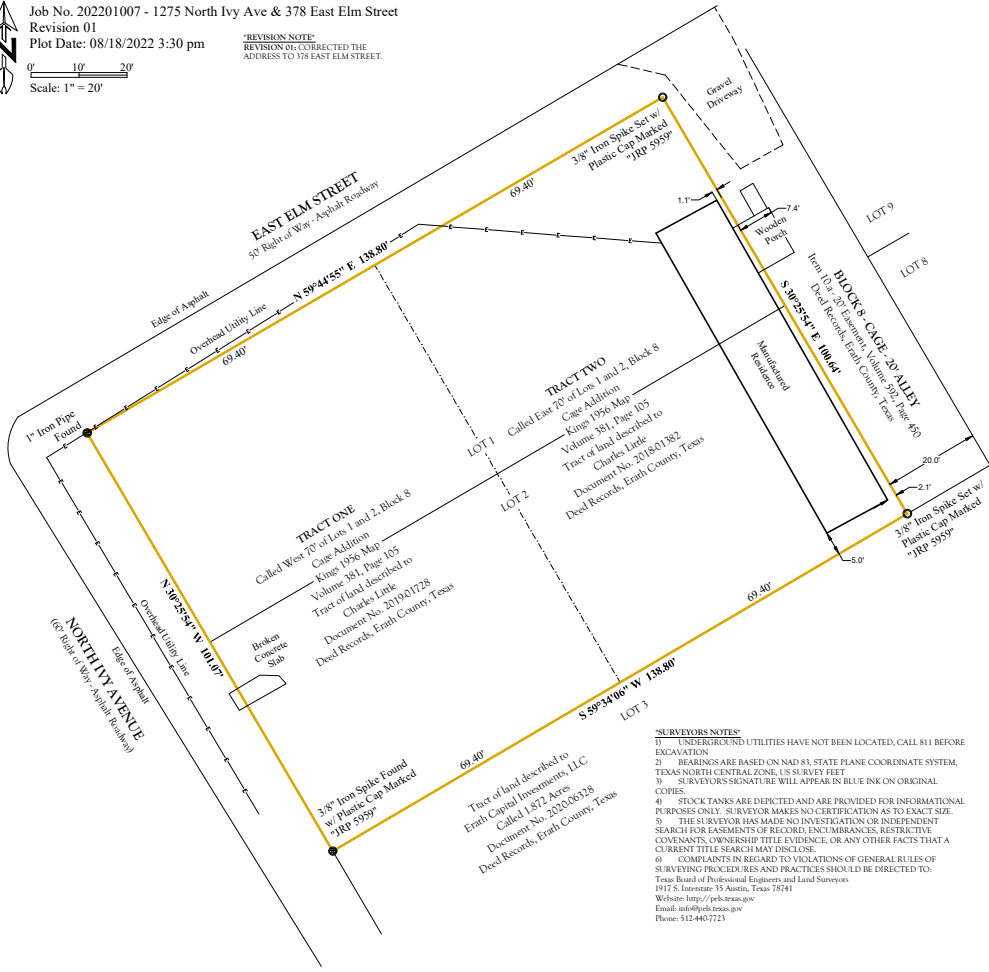 Job No. 202201007 - 1275 North Ivy Ave & 378 East Elm Street
Revision 01
Plot Date: 08/18/2022 3:30 pm
0' 10' 20'
Scale: 1" = 20'
"REVISION NOTE"
REVISION 01: CORRECTED THE
ADDRESS TO 378 EAST ELM STREET.
N
Gravel
Driveway
3/8" Iron Spike Set w/
Plastic Cap Marked
"JRP 5959"
69.40'
EAST ELM STREET
50' Right of Way - Asphalt Roadway
N 59°44'55" E 138.80'
Edge of Asphalt
Overhead Utility Line
69.40'
1" Iron Pipe
Found
1.1'
7.4'
Wooden
Porch
LOT 9
LOT 8
BLOCK 8 - CAGE - 20' ALLEY
Item 10.a - 20' Easement, Volume 592, Page 450
Deed Records, Erath County, Texas
S 30°25'54" E 100.64'
Manufactured
Residence
TRACT TWO
Called East 70' of Lots 1 and 2, Block 8
Cage Addition
Kings 1956 Map
Volume 381, Page 105
Tract of land described to
Charles Little
Document No. 2018-01382
Deed Records, Erath County, Texas
LOT 1
LOT 2
TRACT ONE
Called West 70' of Lots 1 and 2, Block 8
Cage Addition
Kings 1956 Map
Volume 381, Page 105
Tract of land described to
Charles Little
Document No. 2019-01728
Deed Records, Erath County, Texas
20.0'
2.1'
3/8" Iron Spike Set w/
Plastic Cap Marked
"JRP 5959"
5.0'
69.40'
N 30°25'54" W 101.07'
Overhead Utility Line
Edge of Asphalt
NORTH IVY AVENUE
(60' Right of Way - Asphalt Roadway)
Broken
Concrete
Slab
S 59°34'06" W 138.80'
LOT 3
69.40'
3/8" Iron Spike Found
w/ Plastic Cap Marked
"JRP 5959"
Tract of land described to
Erath Capital Investments, LLC
Called 1.872 Acres
Document No. 2020-06328
Deed Records, Erath County, Texas
"SURVEYORS NOTES"
1) UNDERGROUND UTILITIES HAVE NOT BEEN LOCATED, CALL 811 BEFORE
EXCAVATION
2) BEARINGS ARE BASED ON NAD 83, STATE PLANE COORDINATE SYSTEM,
TEXAS NORTH CENTRAL ZONE, US SURVEY FEET
3) SURVEYOR'S SIGNATURE WILL APPEAR IN BLUE INK ON ORIGINAL
COPIES.
4) STOCK TANKS ARE DEPICTED AND ARE PROVIDED FOR INFORMATIONAL
PURPOSES ONLY. SURVEYOR MAKES NO CERTIFICATION AS TO EXACT SIZE.
5) THE SURVEYOR HAS MADE NO INVESTIGATION OR INDEPENDENT
SEARCH FOR EASEMENTS OF RECORD, ENCUMBRANCES, RESTRICTIVE
COVENANTS, OWNERSHIP TITLE EVIDENCE, OR ANY OTHER FACTS THAT A
CURRENT TITLE SEARCH MAY DISCLOSE.
6) COMPLAINTS IN REGARD TO VIOLATIONS OF GENERAL RULES OF
SURVEYING PROCEDURES AND PRACTICES SHOULD BE DIRECTED TO:
Texas Board of Professional Engineers and Land Surveyors
1917 S. Interstate 35 Austin, Texas 78741
Website: http://pels.texas.gov
Email: info@pels.texas.gov
Phone: 512-440-7723